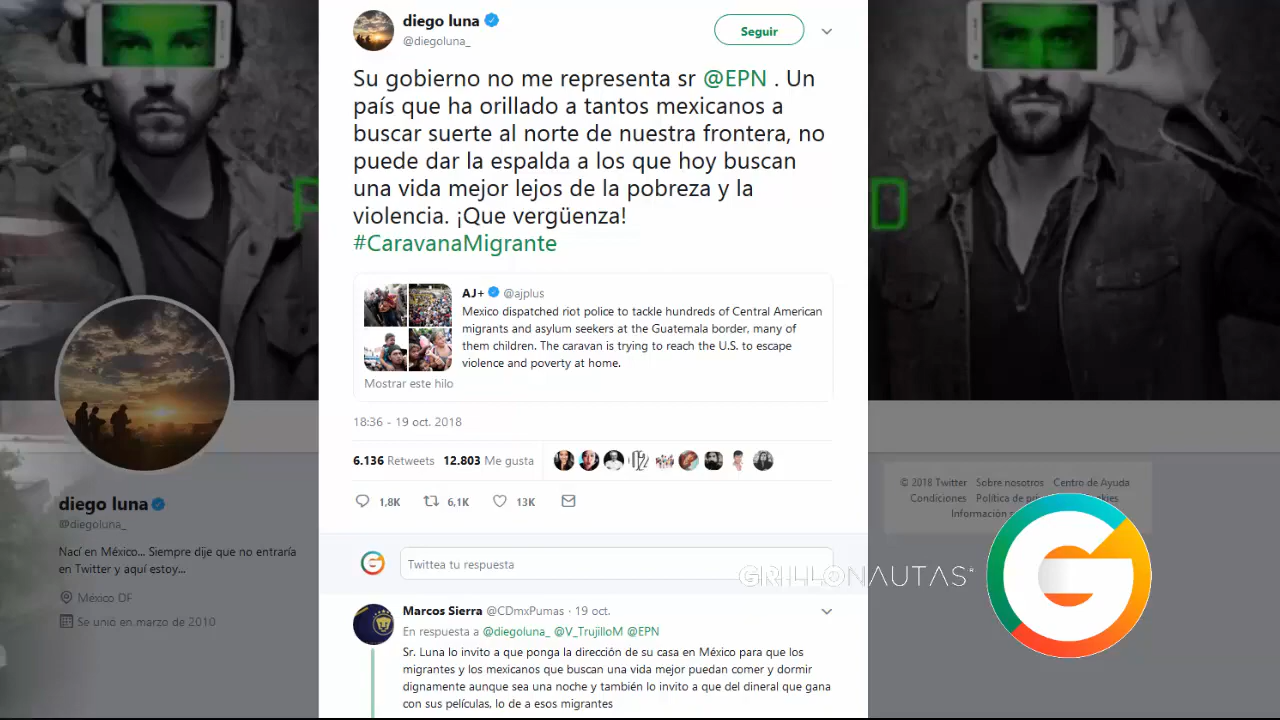 diego luna
@diegoluna_
Seguir
Su gobierno no me representa sr @EPN . Un
país que ha orillado a tantos mexicanos a
buscar suerte al norte de nuestra frontera, no
puede dar la espalda a los que hoy buscan
una vida mejor lejos de la pobreza y la
violencia. ¡Que vergüenza!
#CaravanaMigrante
AJ+ @ajplus
Mexico dispatched riot police to tackle hundreds of Central American
migrants and asylum seekers at the Guatemala border, many of
them children. The caravan is trying to reach the U.S. to escape
violence and poverty at home.
Mostrar este hilo
18:36 - 19 oct. 2018
6.136 Retweets 12.803 Me gusta
1,8K 6,1K 13K
Twittea tu respuesta
Marcos Sierra @CDmxPumas · 19 oct.
En respuesta a @diegoluna_ @V_TrujilloM @EPN
Sr. Luna lo invito a que ponga la dirección de su casa en México para que los
migrantes y los mexicanos que buscan una vida mejor puedan comer y dormir
dignamente aunque sea una noche y también lo invito a que del dineral que gana
con sus películas, lo de a esos migrantes
diego luna
@diegoluna_
Nací en México... Siempre dije que no entraría
en Twitter y aquí estoy...
México DF
Se unió en marzo de 2010
© 2018 Twitter Sobre nosotros Centro de Ayuda
Condiciones Política de
Información
GRILLONAUTAS
G
D